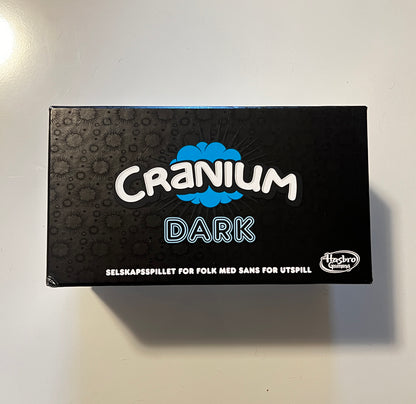 CRANIUM
DARK
SELSKAPSSPILLET FOR FOLK MED SANS FOR UTSPILL
Hasbro
Gaming